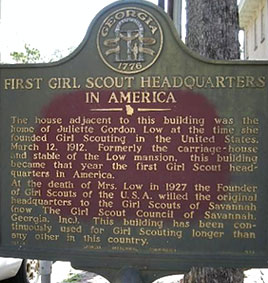 GEORGIA
1776
FIRST GIRL SCOUT HEADQUARTERS
IN AMERICA
The house adjacent to this building was the
home of Juliette Gordon Low at the time she
founded Girl Scouting in the United States,
March 12, 1912. Formerly the carriage-house
and stable of the Low mansion, this building
became that year the first Girl Scout head-
quarters in America.
At the death of Mrs. Low in 1927 the Founder
of Girl Scouts of the U.S.A. willed the original
headquarters to the Girl Scouts of Savannah
(now The Girl Scout Council of Savannah,
Georgia, Inc.). This building has been con-
tinuously used for Girl Scouting longer than
any other in this country.